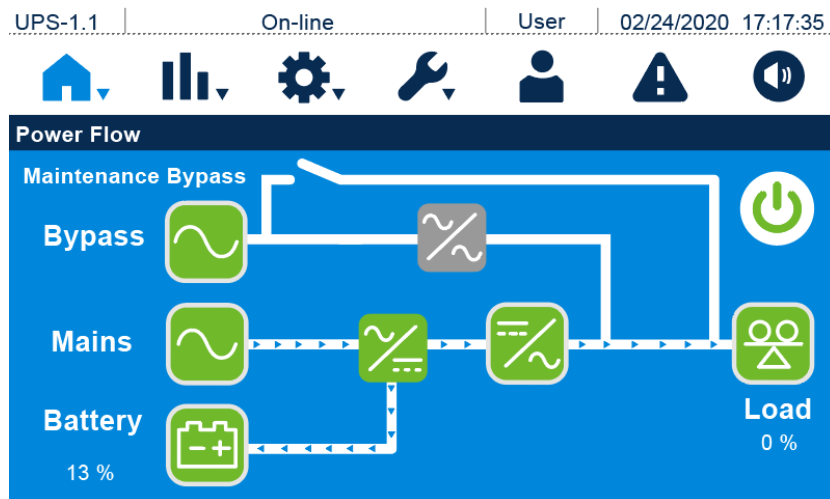 UPS-1.1 On-line User 02/24/2020 17:17:35
Power Flow
Maintenance Bypass
Bypass
Mains
Battery
13 %
Load
0 %